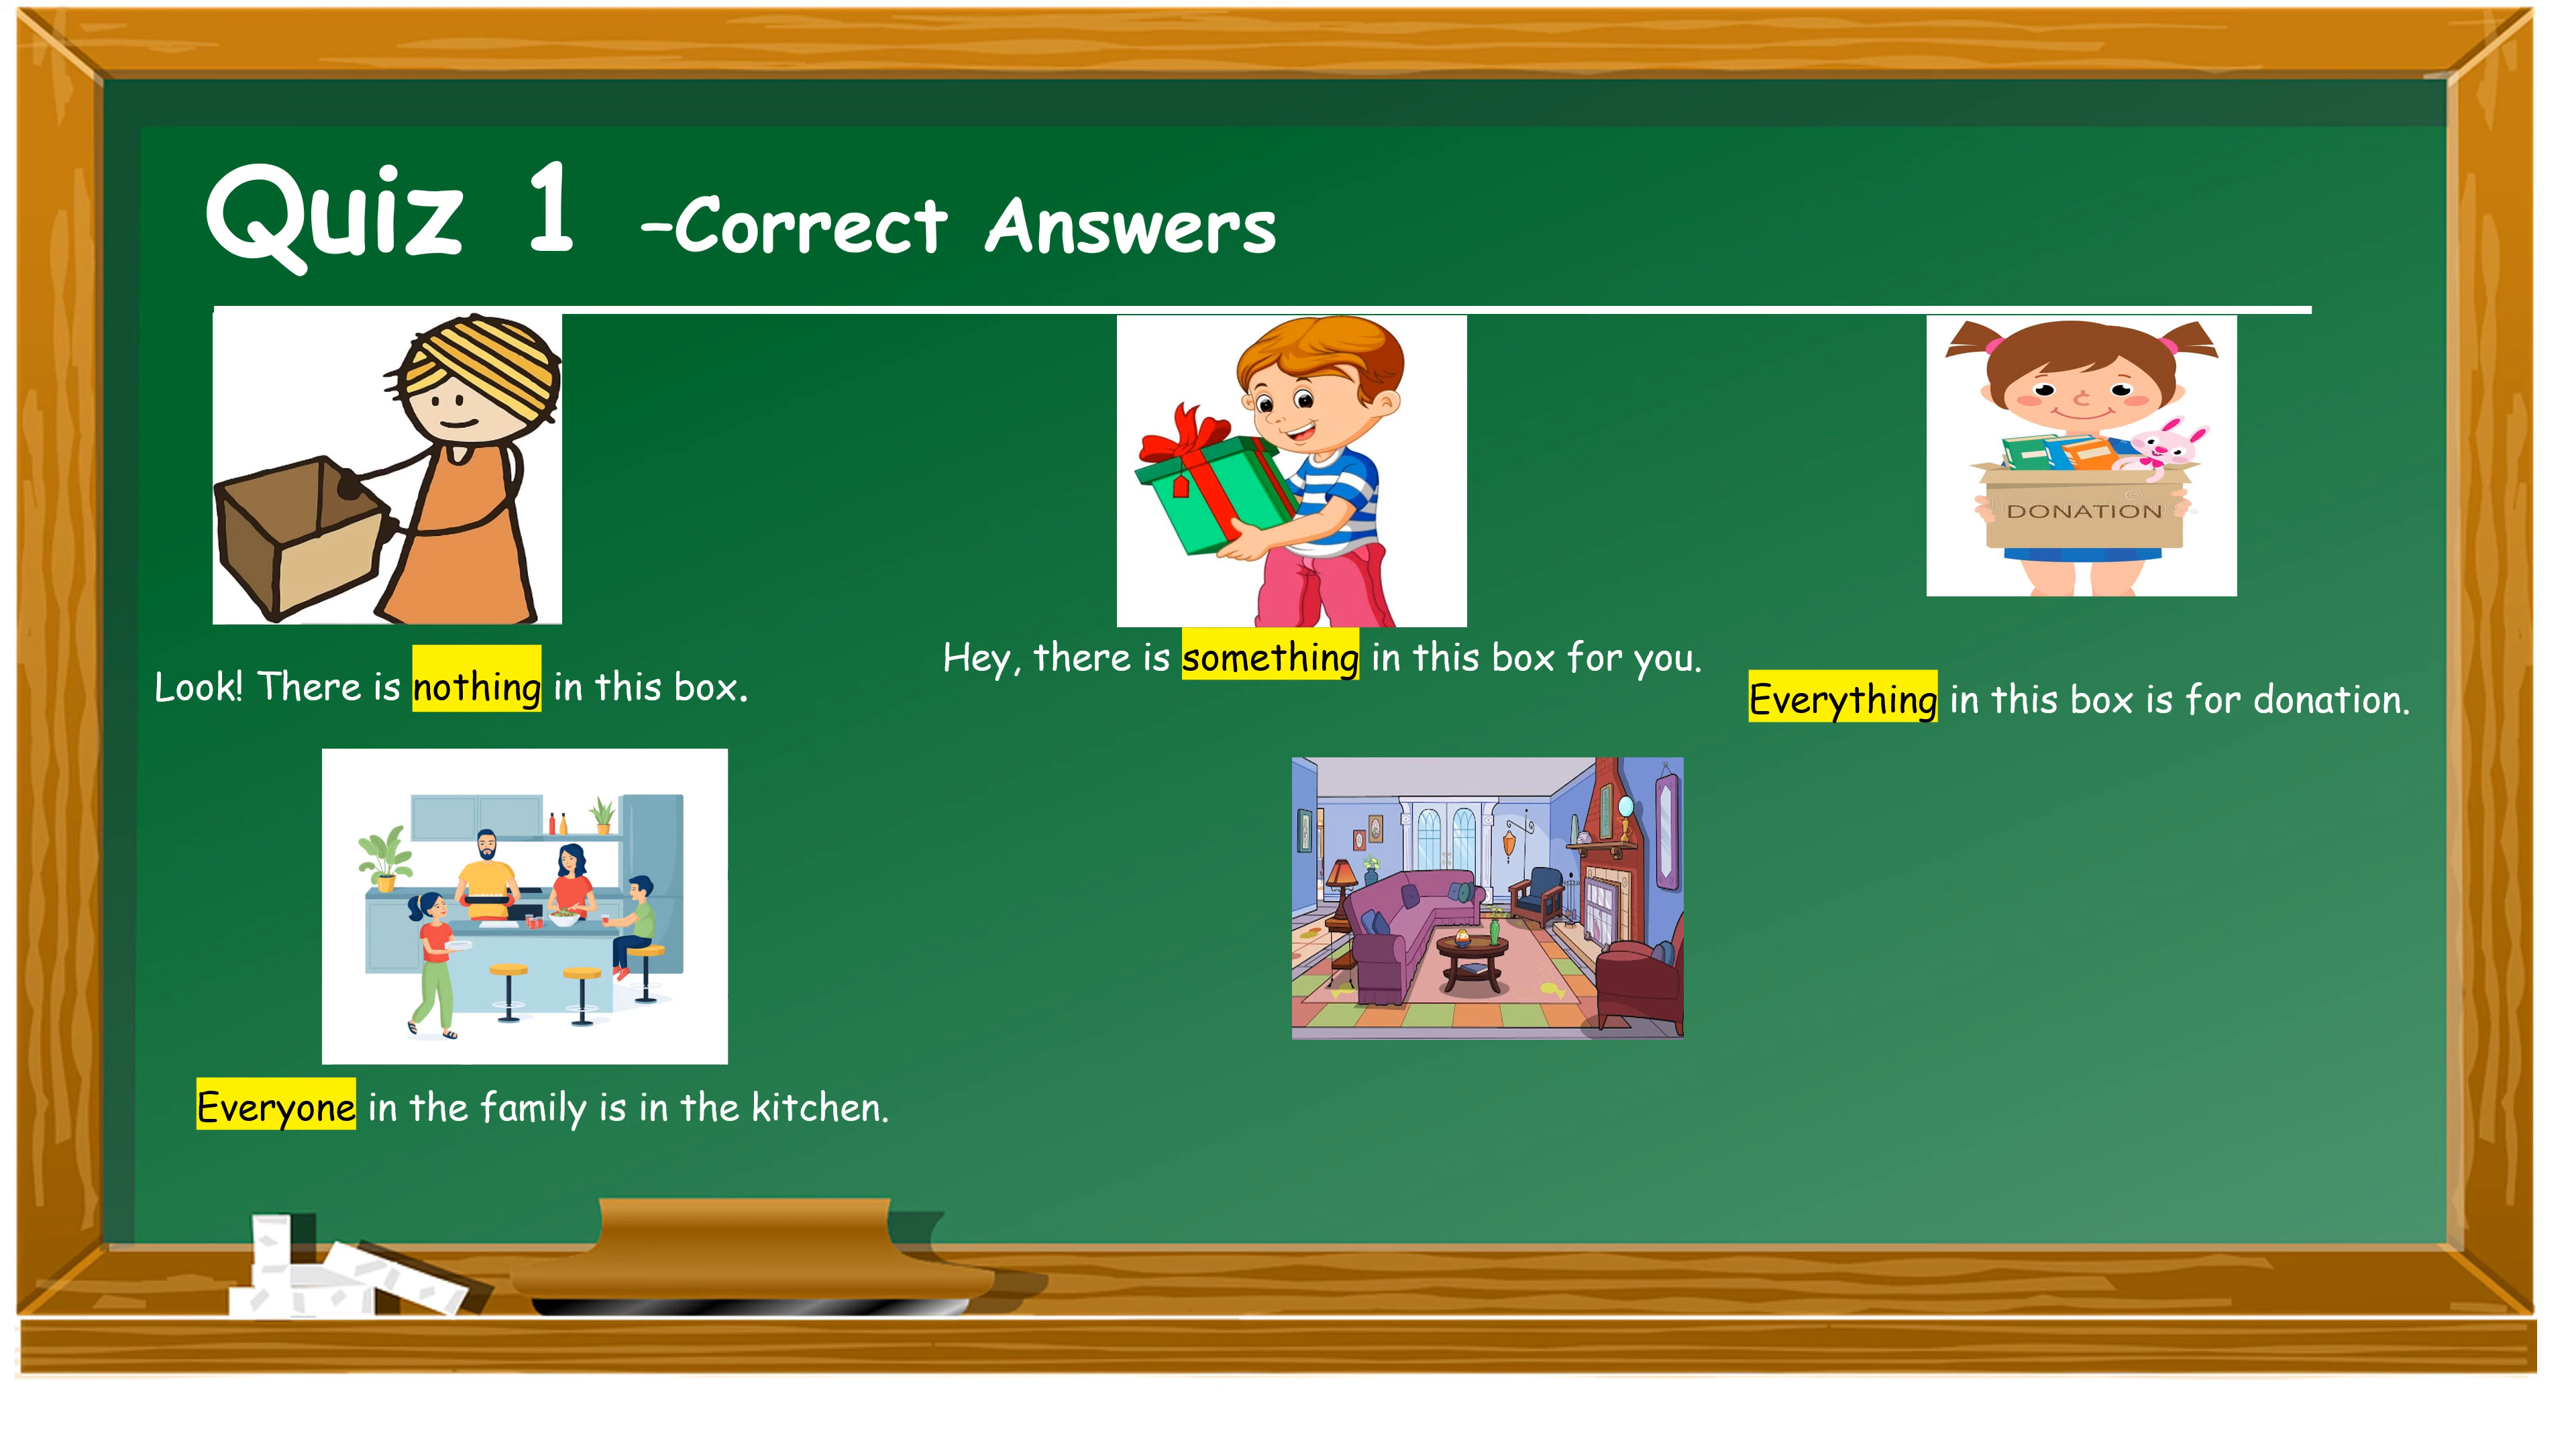 Quiz 1 –Correct Answers
DONATION
Look! There is nothing in this box.
Hey, there is something in this box for you.
Everything in this box is for donation.
Everyone in the family is in the kitchen.